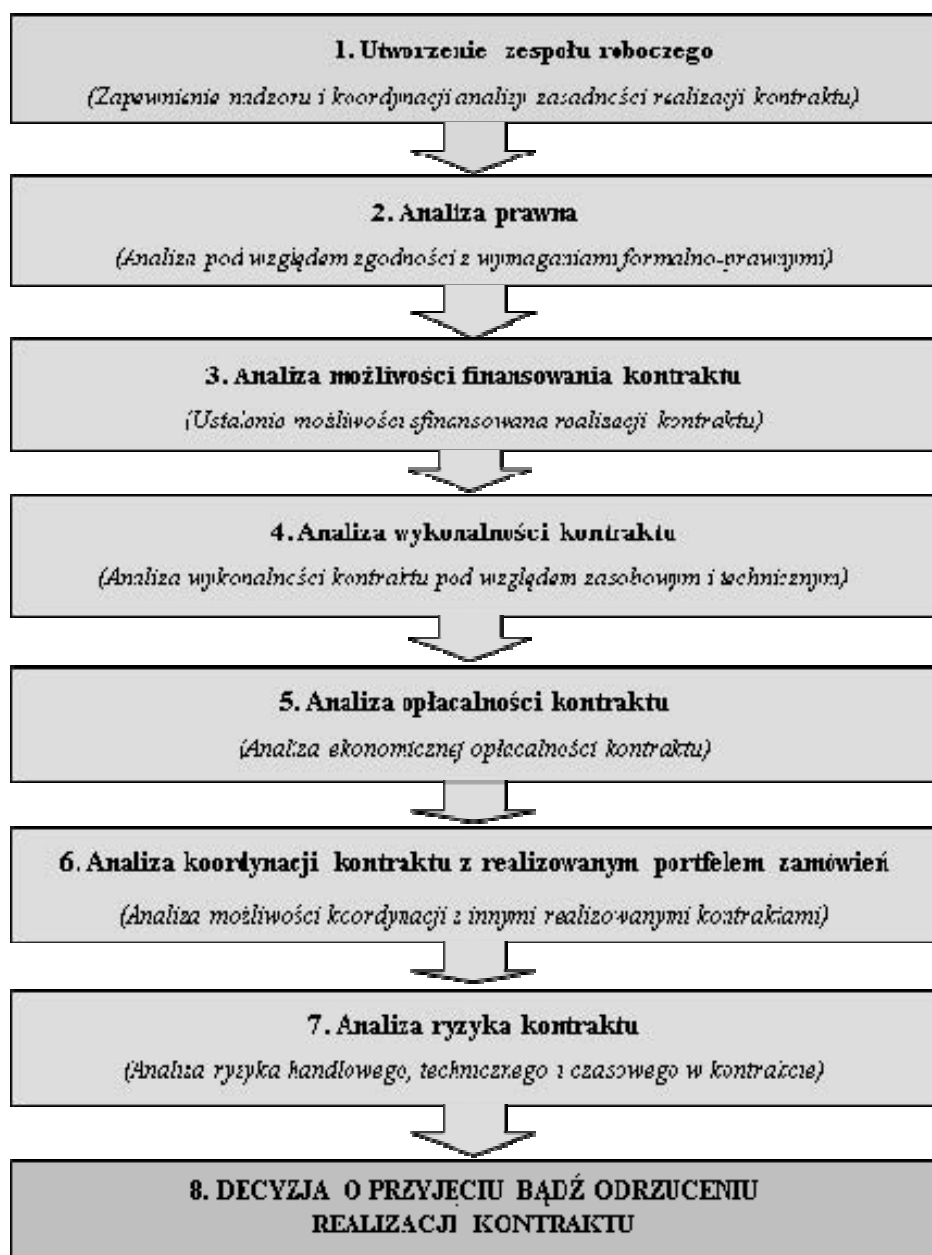 1. Utworzenie zespołu roboczego
(Zapewnienie nadzoru i koordynacji analizy zasadności realizacji kontraktu)
2. Analiza prawna
(Analiza pod względem zgodności z wymaganiami formalno-prawnymi)
3. Analiza możliwości finansowania kontraktu
(Ustalenie możliwości sfinansowana realizacji kontraktu)
4. Analiza wykonalności kontraktu
(Analiza wykonalności kontraktu pod względem zasobowym i technicznym)
5. Analiza opłacalności kontraktu
(Analiza ekonomicznej opłacalności kontraktu)
6. Analiza koordynacji kontraktu z realizowanym portfelem zamówień
(Analiza możliwości koordynacji z innymi realizowanymi kontraktami)
7. Analiza ryzyka kontraktu
(Analiza ryzyka handlowego, technicznego i czasowego w kontrakcie)
8. DECYZJA O PRZYJĘCIU BĄDŹ ODRZUCENIU
REALIZACJI KONTRAKTU